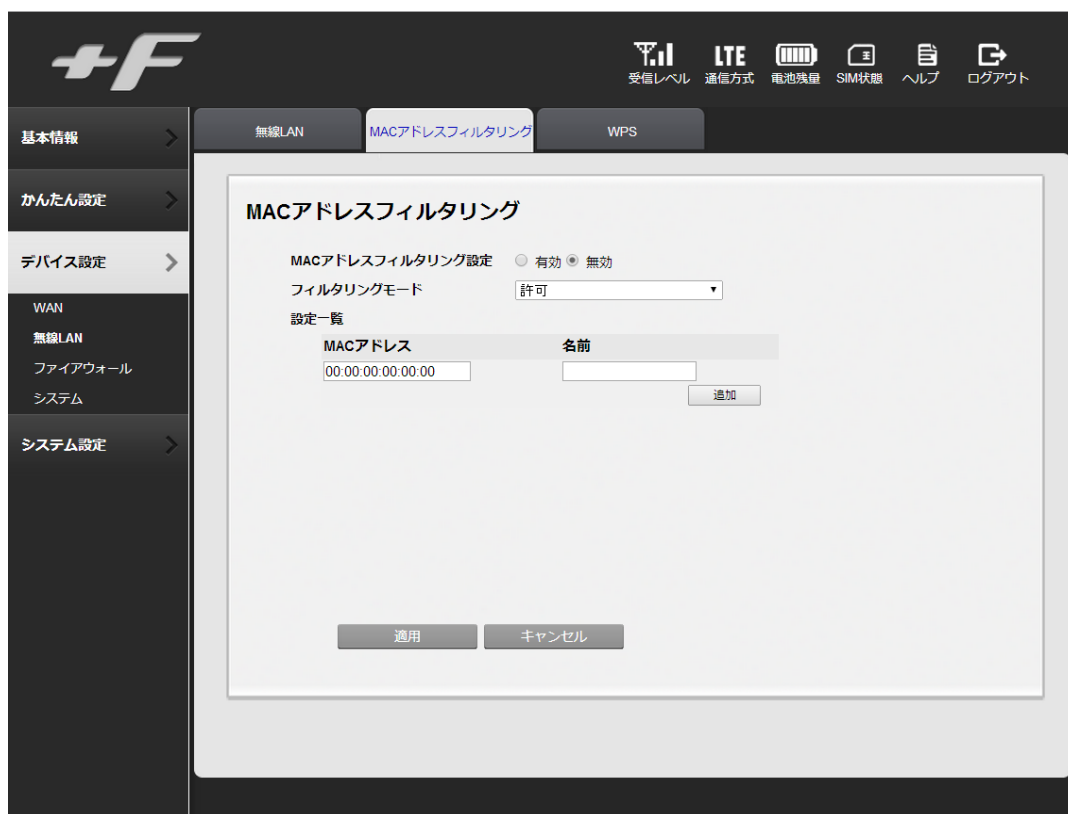 +F
LTE
受信レベル 通信方式 電池残量 SIM状態 ヘルプ ログアウト
基本情報
かんたん設定
デバイス設定
WAN
無線LAN
ファイアウォール
システム
システム設定
無線LAN MACアドレスフィルタリング WPS
MACアドレスフィルタリング
MACアドレスフィルタリング設定 有効 無効
フィルタリングモード 許可
設定一覧
MACアドレス 名前
00:00:00:00:00:00
追加
適用 キャンセル